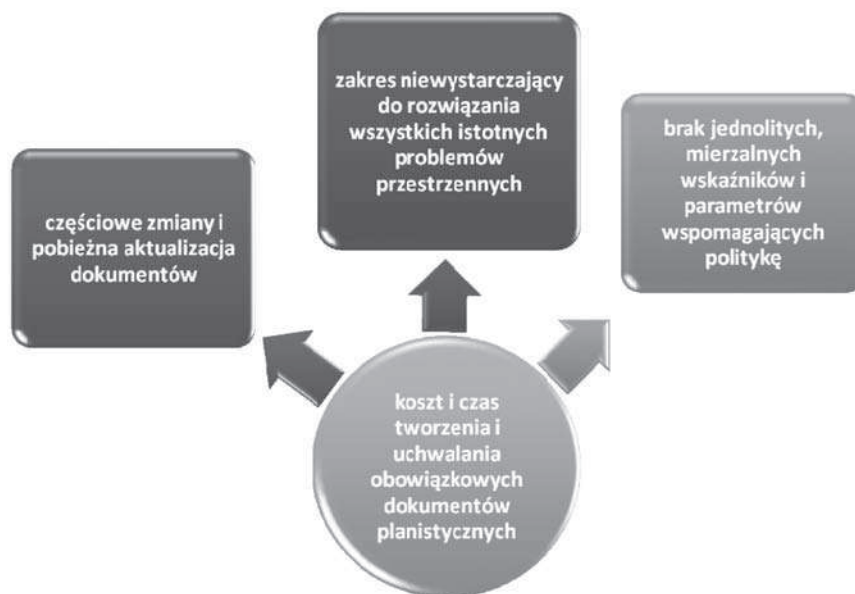 częściowe zmiany i
pobieżna aktualizacja
dokumentów
zakres niewystarczający
do rozwiązania
wszystkich istotnych
problemów
przestrzennych
brak jednolitych,
mierzalnych
wskaźników i
parametrów
wspomagających
politykę
koszt i czas
tworzenia i
uchwalania
obowiązkowych
dokumentów
planistycznych